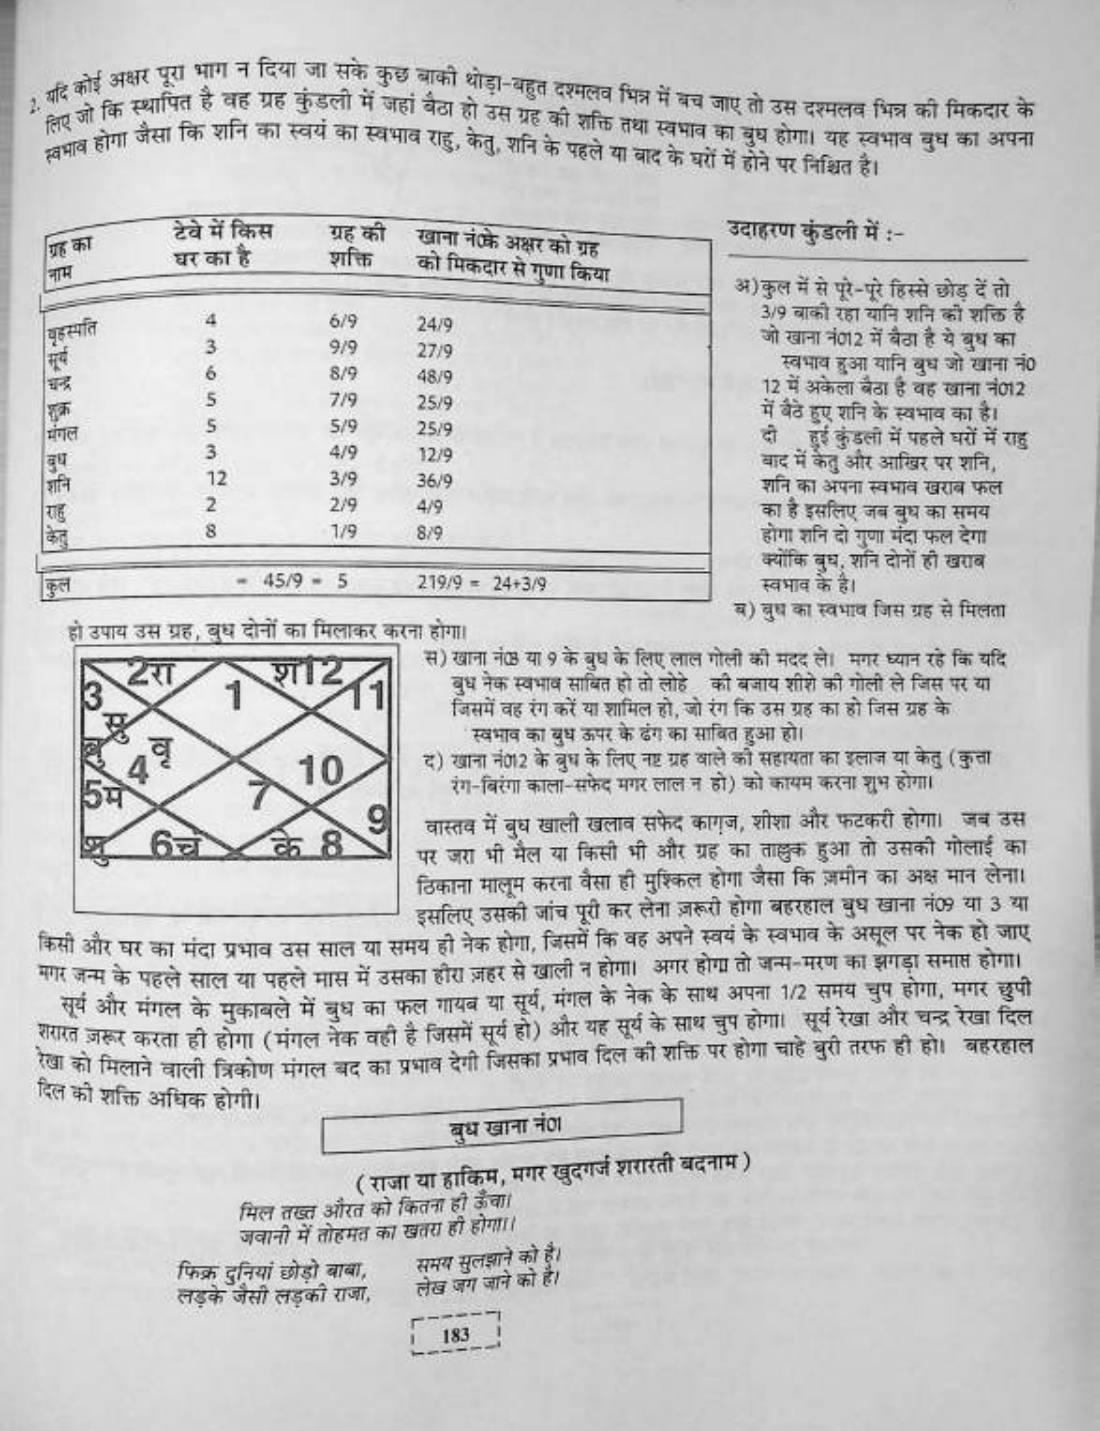 2. यदि कोई अक्षर पूरा भाग न दिया जा सके कुछ बाकी थोड़ा-बहुत दश्मलव भिन्न में बच जाए तो उस दश्मलव भिन्न की मिकदार के
लिए जो कि स्थापित है वह ग्रह कुंडली में जहां बैठा हो उस ग्रह की शक्ति तथा स्वभाव का बुध होगा। यह स्वभाव बुध का अपना
स्वभाव होगा जैसा कि शनि का स्वयं का स्वभाव राहु, केतु, शनि के पहले या बाद के घरों में होने पर निश्चित है।
ग्रह का नाम टेवे में किस घर का है ग्रह की शक्ति खाना नं0के अक्षर को ग्रह को मिकदार से गुणा किया
वृहस्पति 4 6/9 24/9
सूर्य 3 9/9 27/9
चन्द्र 6 8/9 48/9
शुक्र 5 7/9 25/9
मंगल 5 5/9 25/9
बुध 3 4/9 12/9
शनि 12 3/9 36/9
राहु 2 2/9 4/9
केतु 8 1/9 8/9
कुल = 45/9 = 5 219/9 = 24+3/9
उदाहरण कुंडली में :-
अ)कुल में से पूरे-पूरे हिस्से छोड़ दें तो
3/9 बाकी रहा यानि शनि की शक्ति है
जो खाना नं012 में बैठा है ये बुध का
स्वभाव हुआ यानि बुध जो खाना नं0
12 में अकेला बैठा है वह खाना नं012
में बैठे हुए शनि के स्वभाव का है।
दी हुई कुंडली में पहले घरों में राहु
बाद में केतु और आखिर पर शनि,
शनि का अपना स्वभाव खराब फल
का है इसलिए जब बुध का समय
होगा शनि दो गुणा मंदा फल देगा
क्योंकि बुध, शनि दोनों ही खराब
स्वभाव के है।
ब) बुध का स्वभाव जिस ग्रह से मिलता
हो उपाय उस ग्रह, बुध दोनों का मिलाकर करना होगा।
2रा
1
श12
3
11
सु
बु
वृ
4
10
5मं
7
9
शु
6चं
के 8
स) खाना नं03 या 9 के बुध के लिए लाल गोली की मदद ले। मगर ध्यान रहे कि यदि
बुध नेक स्वभाव साबित हो तो लोहे की बजाय शीशे की गोली ले जिस पर या
जिसमें वह रंग करें या शामिल हो, जो रंग कि उस ग्रह का हो जिस ग्रह के
स्वभाव का बुध ऊपर के ढंग का साबित हुआ हो।
द) खाना नं012 के बुध के लिए नष्ट ग्रह वाले की सहायता का इलाज या केतु (कुत्ता
रंग-बिरंगा काला-सफेद मगर लाल न हो) को कायम करना शुभ होगा।
वास्तव में बुध खाली खलाव सफेद कागज़, शीशा और फटकरी होगा। जब उस
पर जरा भी मैल या किसी भी और ग्रह का ताल्लुक हुआ तो उसकी गोलाई का
ठिकाना मालूम करना वैसा ही मुश्किल होगा जैसा कि ज़मीन का अक्ष मान लेना।
इसलिए उसकी जांच पूरी कर लेना ज़रूरी होगा बहरहाल बुध खाना नं09 या 3 या
किसी और घर का मंदा प्रभाव उस साल या समय ही नेक होगा, जिसमें कि वह अपने स्वयं के स्वभाव के असूल पर नेक हो जाए
मगर जन्म के पहले साल या पहले मास में उसका हीरा ज़हर से खाली न होगा। अगर होगा तो जन्म-मरण का झगड़ा समाप्त होगा।
सूर्य और मंगल के मुकाबले में बुध का फल गायब या सूर्य, मंगल के नेक के साथ अपना 1/2 समय चुप होगा, मगर छुपी
शरारत ज़रूर करता ही होगा (मंगल नेक वही है जिसमें सूर्य हो) और यह सूर्य के साथ चुप होगा। सूर्य रेखा और चन्द्र रेखा दिल
रेखा को मिलाने वाली त्रिकोण मंगल बद का प्रभाव देगी जिसका प्रभाव दिल की शक्ति पर होगा चाहे बुरी तरफ ही हो। बहरहाल
दिल की शक्ति अधिक होगी।
बुध खाना नं01
(राजा या हाकिम, मगर खुदगर्ज शरारती बदनाम)
मिल तख्त औरत को कितना ही ऊँचा।
जवानी में तोहमत का खतरा ही होगा।।
फिक्र दुनियां छोड़ो बाबा, समय सुलझाने को है।
लड़के जैसी लड़की राजा, लेख जग जाने को है।
183